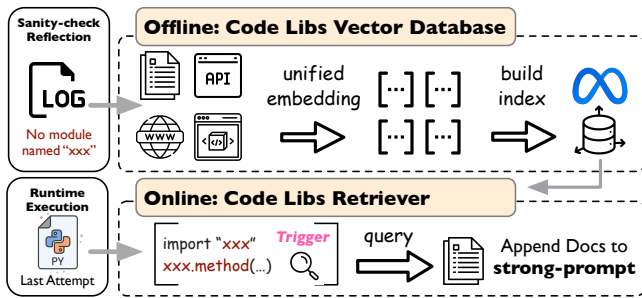 Sanity-check
Reflection
LOG
No module
named “xxx”
Offline: Code Libs Vector Database
API
WWW
</>
unified
embedding
[...] [...]
[...] [...]
build
index
Runtime
Execution
PY
Last Attempt
Online: Code Libs Retriever
import “xxx”
xxx.method(...)
Trigger
query
Append Docs to
strong-prompt